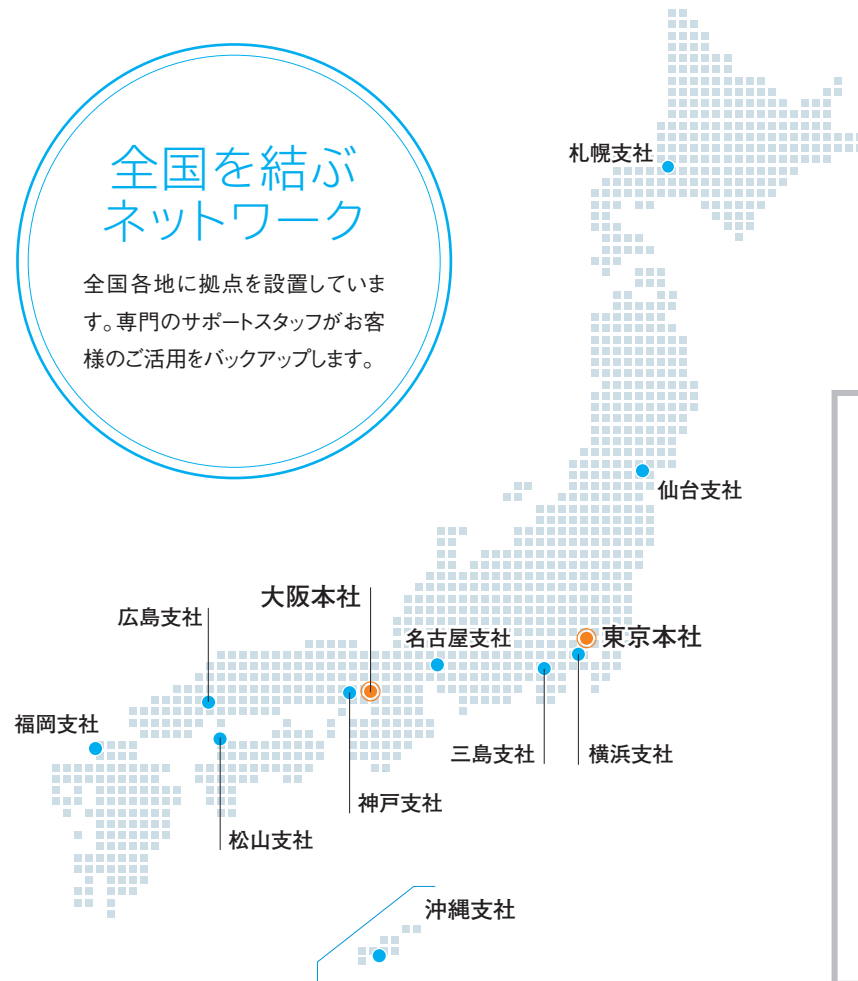 全国を結ぶ
ネットワーク
全国各地に拠点を設置していま
す。専門のサポートスタッフがお客
様のご活用をバックアップします。
札幌支社
仙台支社
大阪本社
広島支社
名古屋支社
東京本社
福岡支社
三島支社
横浜支社
神戸支社
松山支社
沖縄支社